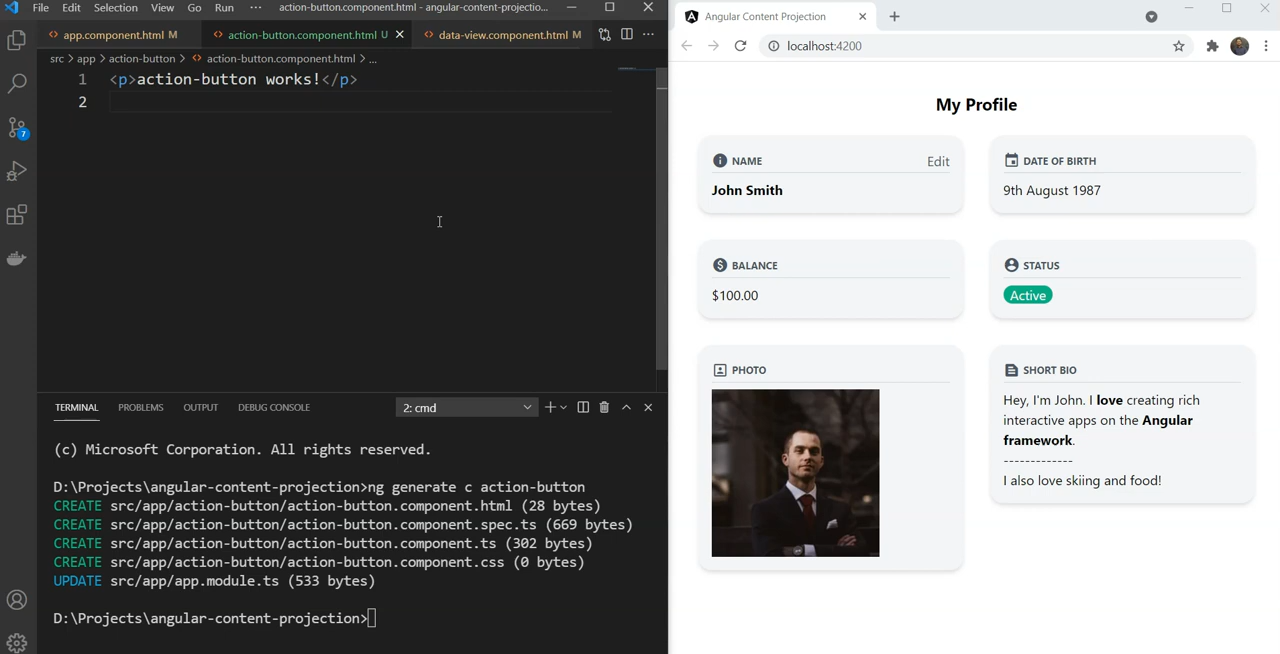 File Edit Selection View Go Run ··· action-button.component.html - angular-content-projectio...
app.component.html M
action-button.component.html U
data-view.component.html M
src > app > action-button > action-button.component.html > ...
1 <p>action-button works!</p>
2
7
TERMINAL PROBLEMS OUTPUT DEBUG CONSOLE
2: cmd
(c) Microsoft Corporation. All rights reserved.
D:\Projects\angular-content-projection>ng generate c action-button
CREATE src/app/action-button/action-button.component.html (28 bytes)
CREATE src/app/action-button/action-button.component.spec.ts (669 bytes)
CREATE src/app/action-button/action-button.component.ts (302 bytes)
CREATE src/app/action-button/action-button.component.css (0 bytes)
UPDATE src/app/app.module.ts (533 bytes)
D:\Projects\angular-content-projection>
Angular Content Projection
localhost:4200
My Profile
NAME
Edit
John Smith
DATE OF BIRTH
9th August 1987
BALANCE
$100.00
STATUS
Active
PHOTO
SHORT BIO
Hey, I'm John. I love creating rich
interactive apps on the Angular
framework.
-------------
I also love skiing and food!